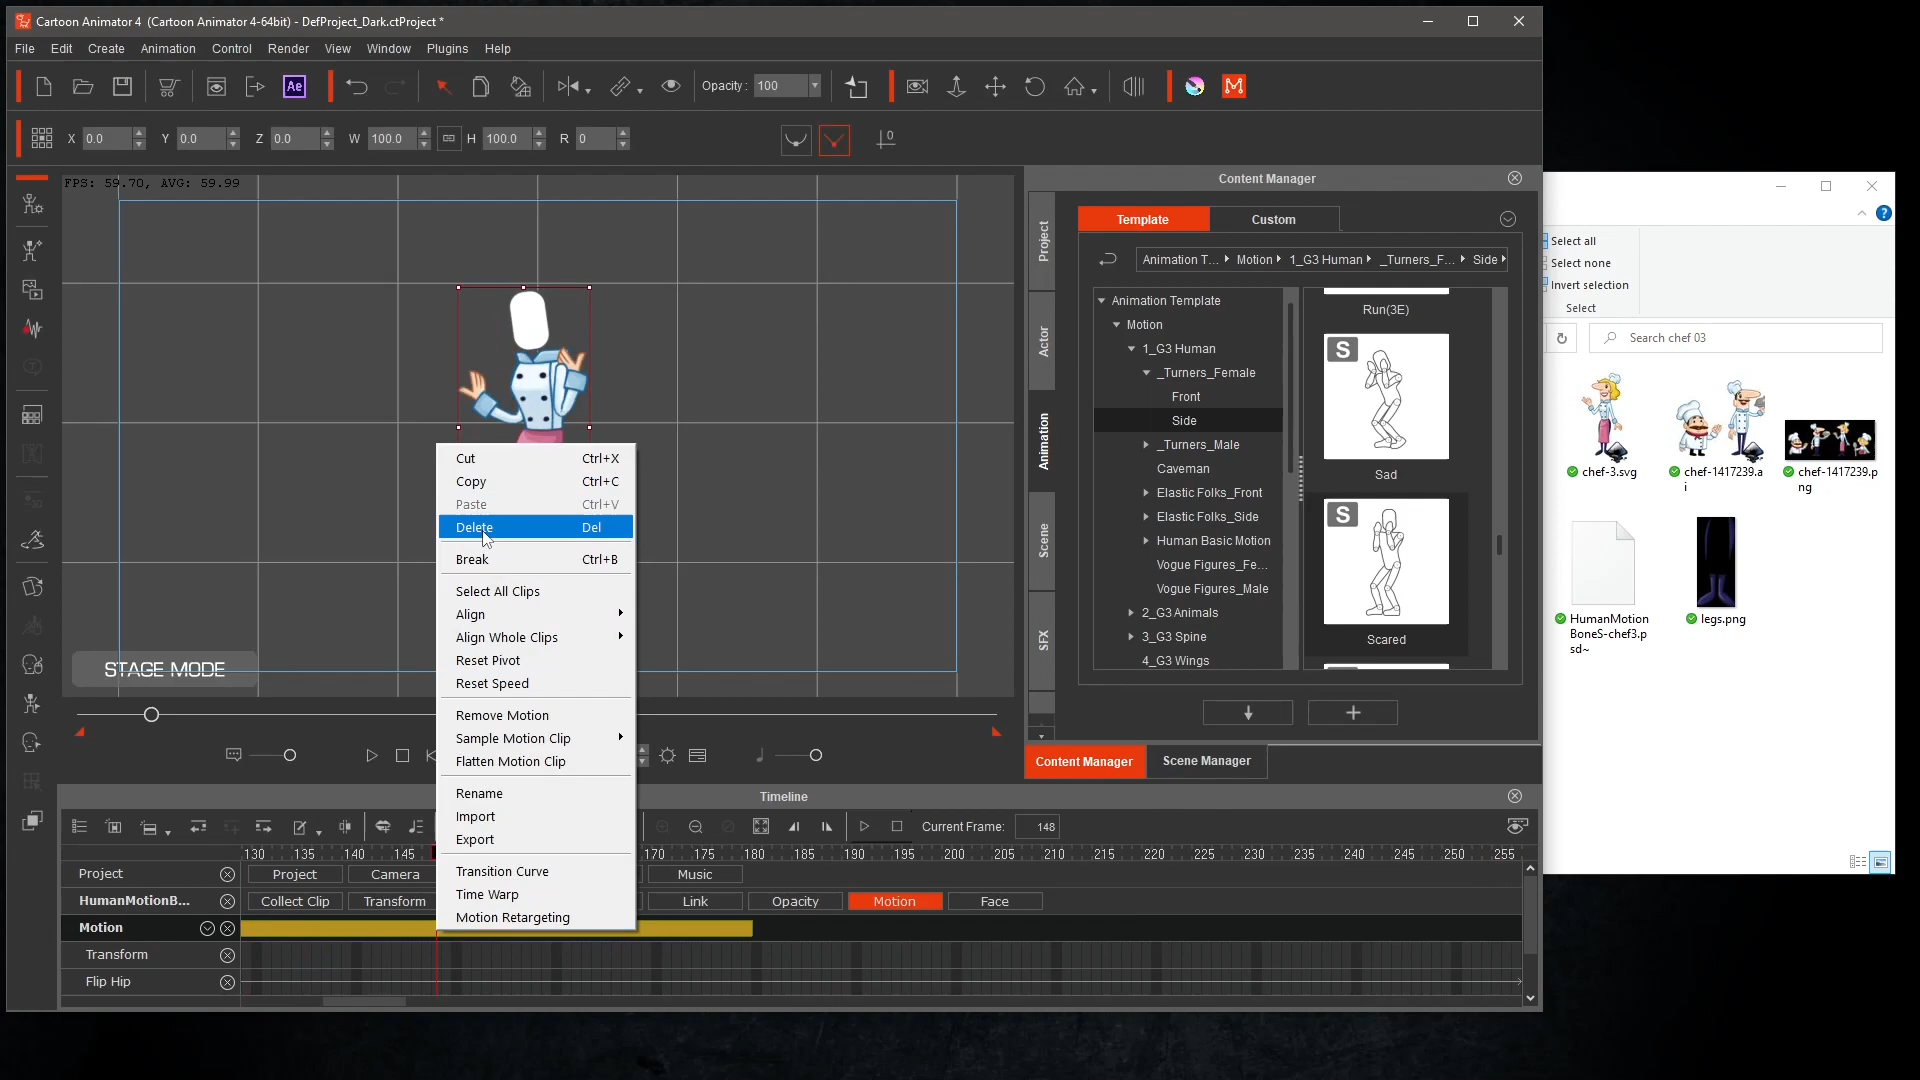 Cartoon Animator 4 (Cartoon Animator 4-64bit) - DefProject_Dark.ctProject *
File Edit Create Animation Control Render View Window Plugins Help
Ae
Opacity : 100
X 0.0 Y 0.0 Z 0.0 W 100.0 H 100.0 R 0
0
FPS: 59.70, AVG: 59.99
STAGE MODE
Cut Ctrl+X
Copy Ctrl+C
Paste Ctrl+V
Delete Del
Break Ctrl+B
Select All Clips
Align
Align Whole Clips
Reset Pivot
Reset Speed
Remove Motion
Sample Motion Clip
Flatten Motion Clip
Rename
Import
Export
Transition Curve
Time Warp
Motion Retargeting
Content Manager
Project
Actor
Animation
Scene
SFX
Template Custom
Animation T... Motion 1_G3 Human _Turners_F... Side
Animation Template
Motion
1_G3 Human
_Turners_Female
Front
Side
_Turners_Male
Caveman
Elastic Folks_Front
Elastic Folks_Side
Human Basic Motion
Vogue Figures_Fe...
Vogue Figures_Male
2_G3 Animals
3_G3 Spine
4_G3 Wings
Run(3E)
S
Sad
S
Scared
Content Manager Scene Manager
Timeline
Current Frame: 148
130 135 140 145 170 175 180 185 190 195 200 205 210 215 220 225 230 235 240 245 250 255
Project Project Camera Music
HumanMotionB... Collect Clip Transform Link Opacity Motion Face
Motion
Transform
Flip Hip
Select all
Select none
Invert selection
Select
Search chef 03
chef-3.svg
chef-1417239.a
i
chef-1417239.p
ng
HumanMotion
BoneS-chef3.p
sd~
legs.png